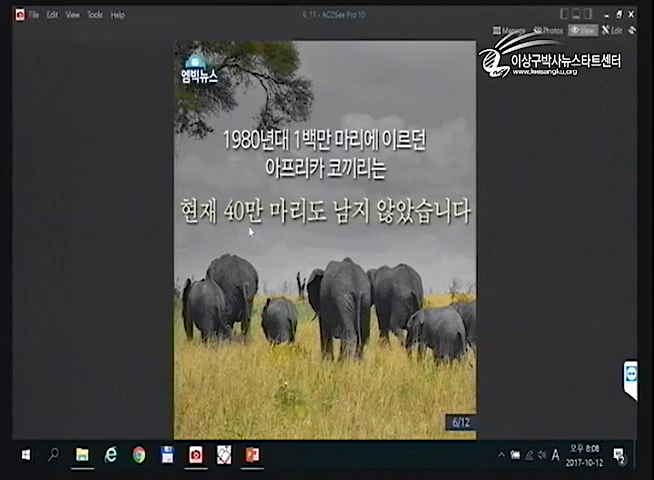 File Edit View Tools Help
6_11 - ACDSee Pro 10
Manage Photos View Edit
이상구박사뉴스타트센터
www.leesangku.org
엠빅뉴스
1980년대 1백만 마리에 이르던
아프리카 코끼리는
현재 40만 마리도 남지 않았습니다
6/12
A
오후 8:08
2017-10-12